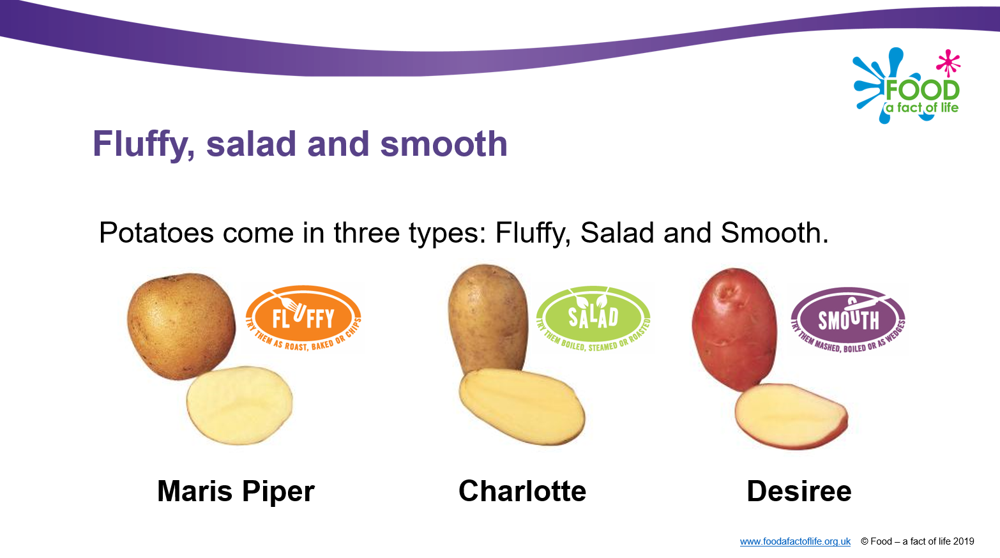 FOOD
a fact of life
Fluffy, salad and smooth
Potatoes come in three types: Fluffy, Salad and Smooth.
FLUFFY
TRY THEM AS ROAST, BAKED OR CHIPS
SALAD
TRY THEM BOILED, STEAMED OR ROASTED
SMOOTH
TRY THEM MASHED, BOILED OR AS WEDGES
Maris Piper
Charlotte
Desiree
www.foodafactoflife.org.uk © Food – a fact of life 2019